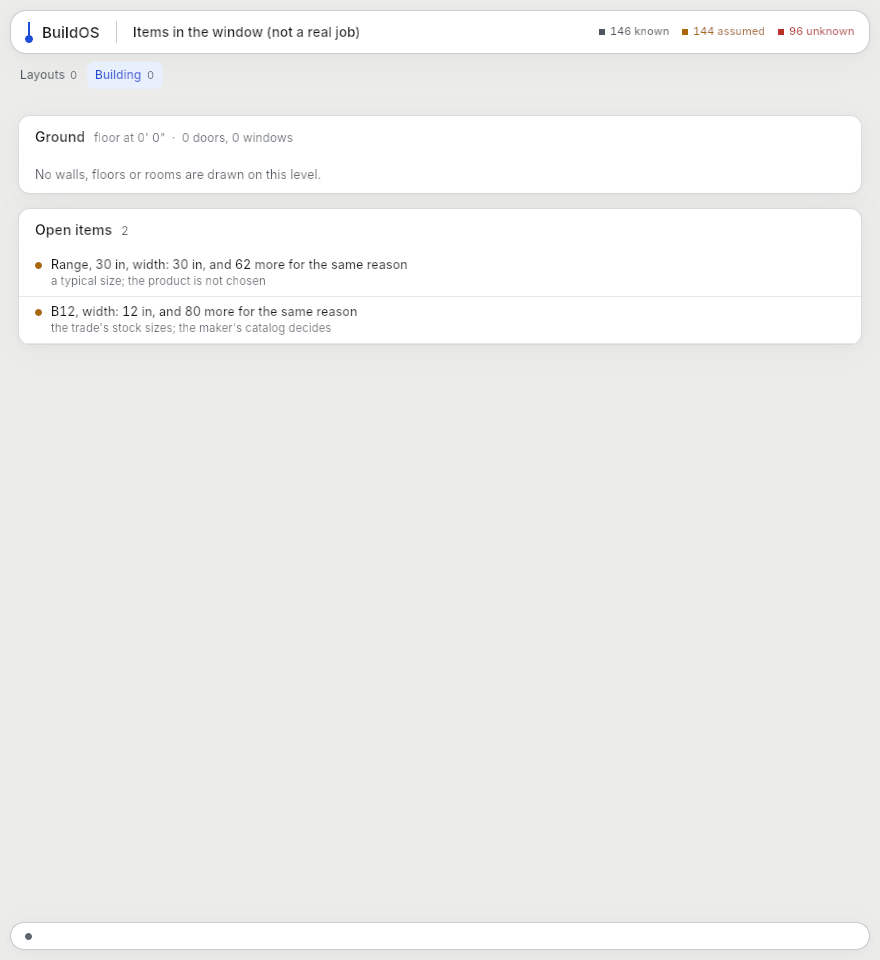 BuildOS
Items in the window (not a real job)
146 known
144 assumed
96 unknown
Layouts 0
Building 0
Ground floor at 0' 0" · 0 doors, 0 windows
No walls, floors or rooms are drawn on this level.
Open items 2
Range, 30 in, width: 30 in, and 62 more for the same reason
a typical size; the product is not chosen
B12, width: 12 in, and 80 more for the same reason
the trade's stock sizes; the maker's catalog decides